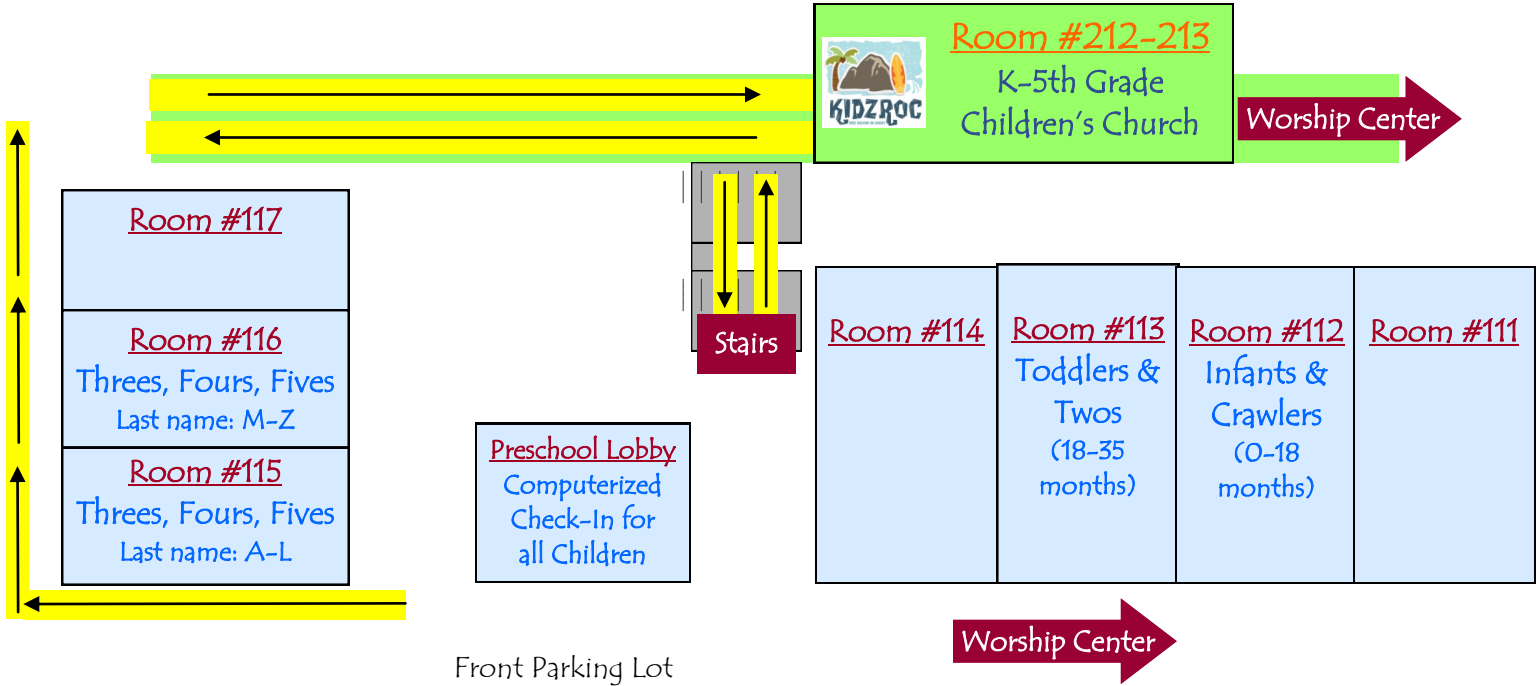 Room #212-213
K-5th Grade
Children's Church
KIDZROC
Worship Center
Room #117
Room #116
Threes, Fours, Fives
Last name: M-Z
Room #115
Threes, Fours, Fives
Last name: A-L
Stairs
Preschool Lobby
Computerized
Check-In for
all Children
Room #114
Room #113
Toddlers &
Twos
(18-35
months)
Room #112
Infants &
Crawlers
(0-18
months)
Room #111
Worship Center
Front Parking Lot